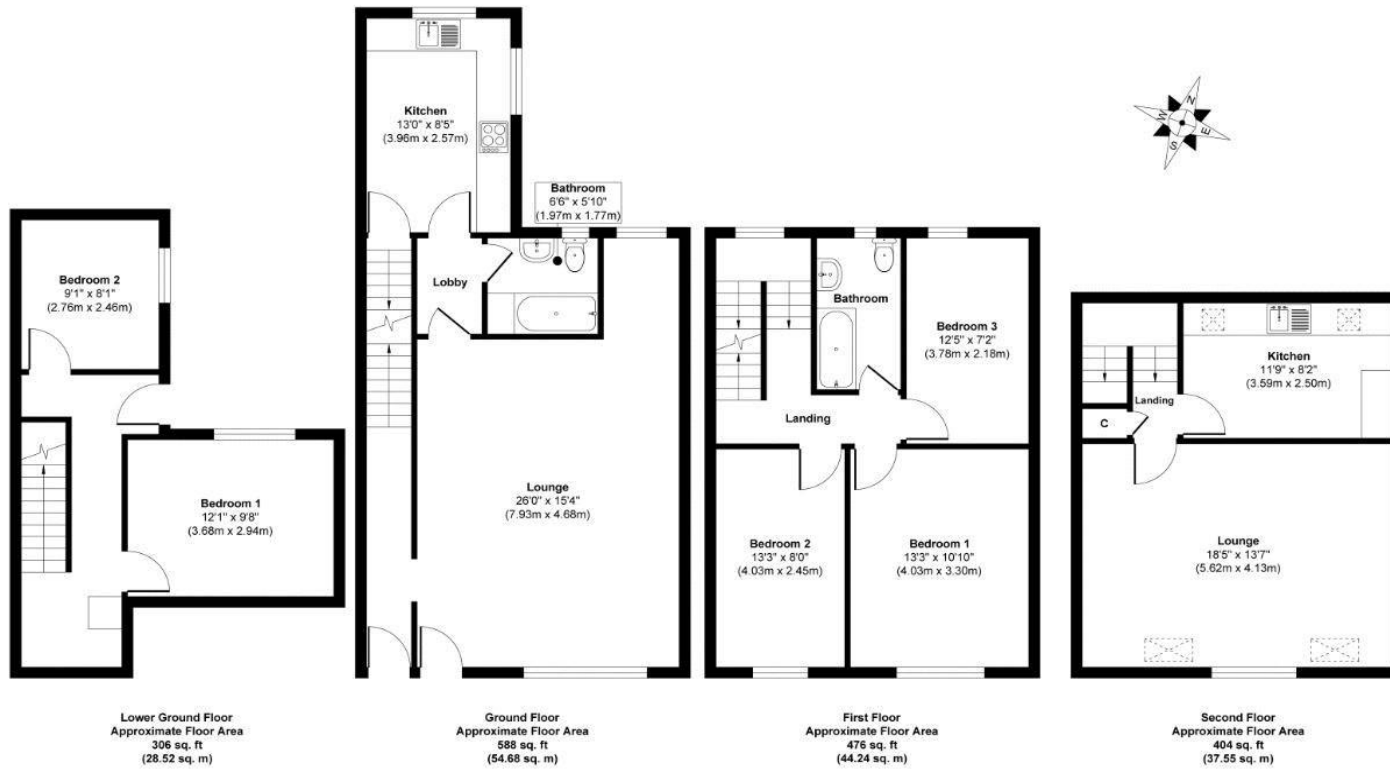 Bedroom 2
9'1" x 8'1"
(2.76m x 2.46m)
Bedroom 1
12'1" x 9'8"
(3.68m x 2.94m)
Lower Ground Floor
Approximate Floor Area
306 sq. ft
(28.52 sq. m)
Kitchen
13'0" x 8'5"
(3.96m x 2.57m)
Bathroom
6'6" x 5'10"
(1.97m x 1.77m)
Lobby
Lounge
26'0" x 15'4"
(7.93m x 4.68m)
Ground Floor
Approximate Floor Area
588 sq. ft
(54.68 sq. m)
Bathroom
Bedroom 3
12'5" x 7'2"
(3.78m x 2.18m)
Landing
Bedroom 2
13'3" x 8'0"
(4.03m x 2.45m)
Bedroom 1
13'3" x 10'10"
(4.03m x 3.30m)
First Floor
Approximate Floor Area
476 sq. ft
(44.24 sq. m)
N
W
E
S
Kitchen
11'9" x 8'2"
(3.59m x 2.50m)
Landing
C
Lounge
18'5" x 13'7"
(5.62m x 4.13m)
Second Floor
Approximate Floor Area
404 sq. ft
(37.55 sq. m)